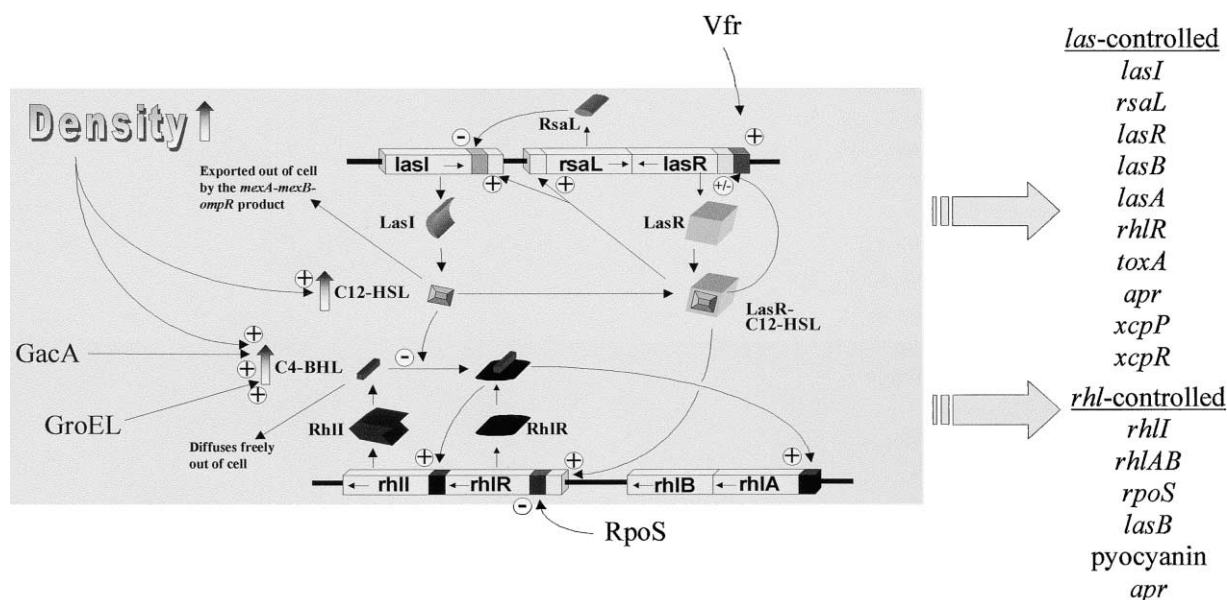 Vfr
Density
RsaL
-
+
lasI
rsaL
lasR
+
+
+/-
Exported out of cell
by the mexA-mexB-
ompR product
LasI
LasR
+
C12-HSL
LasR-
C12-HSL
+
GacA
+
C4-BHL
+
-
GroEL
RhlI
RhlR
Diffuses freely
out of cell
+
+
+
rhlI
rhlR
rhlB
rhlA
-
RpoS
las-controlled
lasI
rsaL
lasR
lasB
lasA
rhlR
toxA
apr
xcpP
xcpR
rhl-controlled
rhlI
rhlAB
rpoS
lasB
pyocyanin
apr